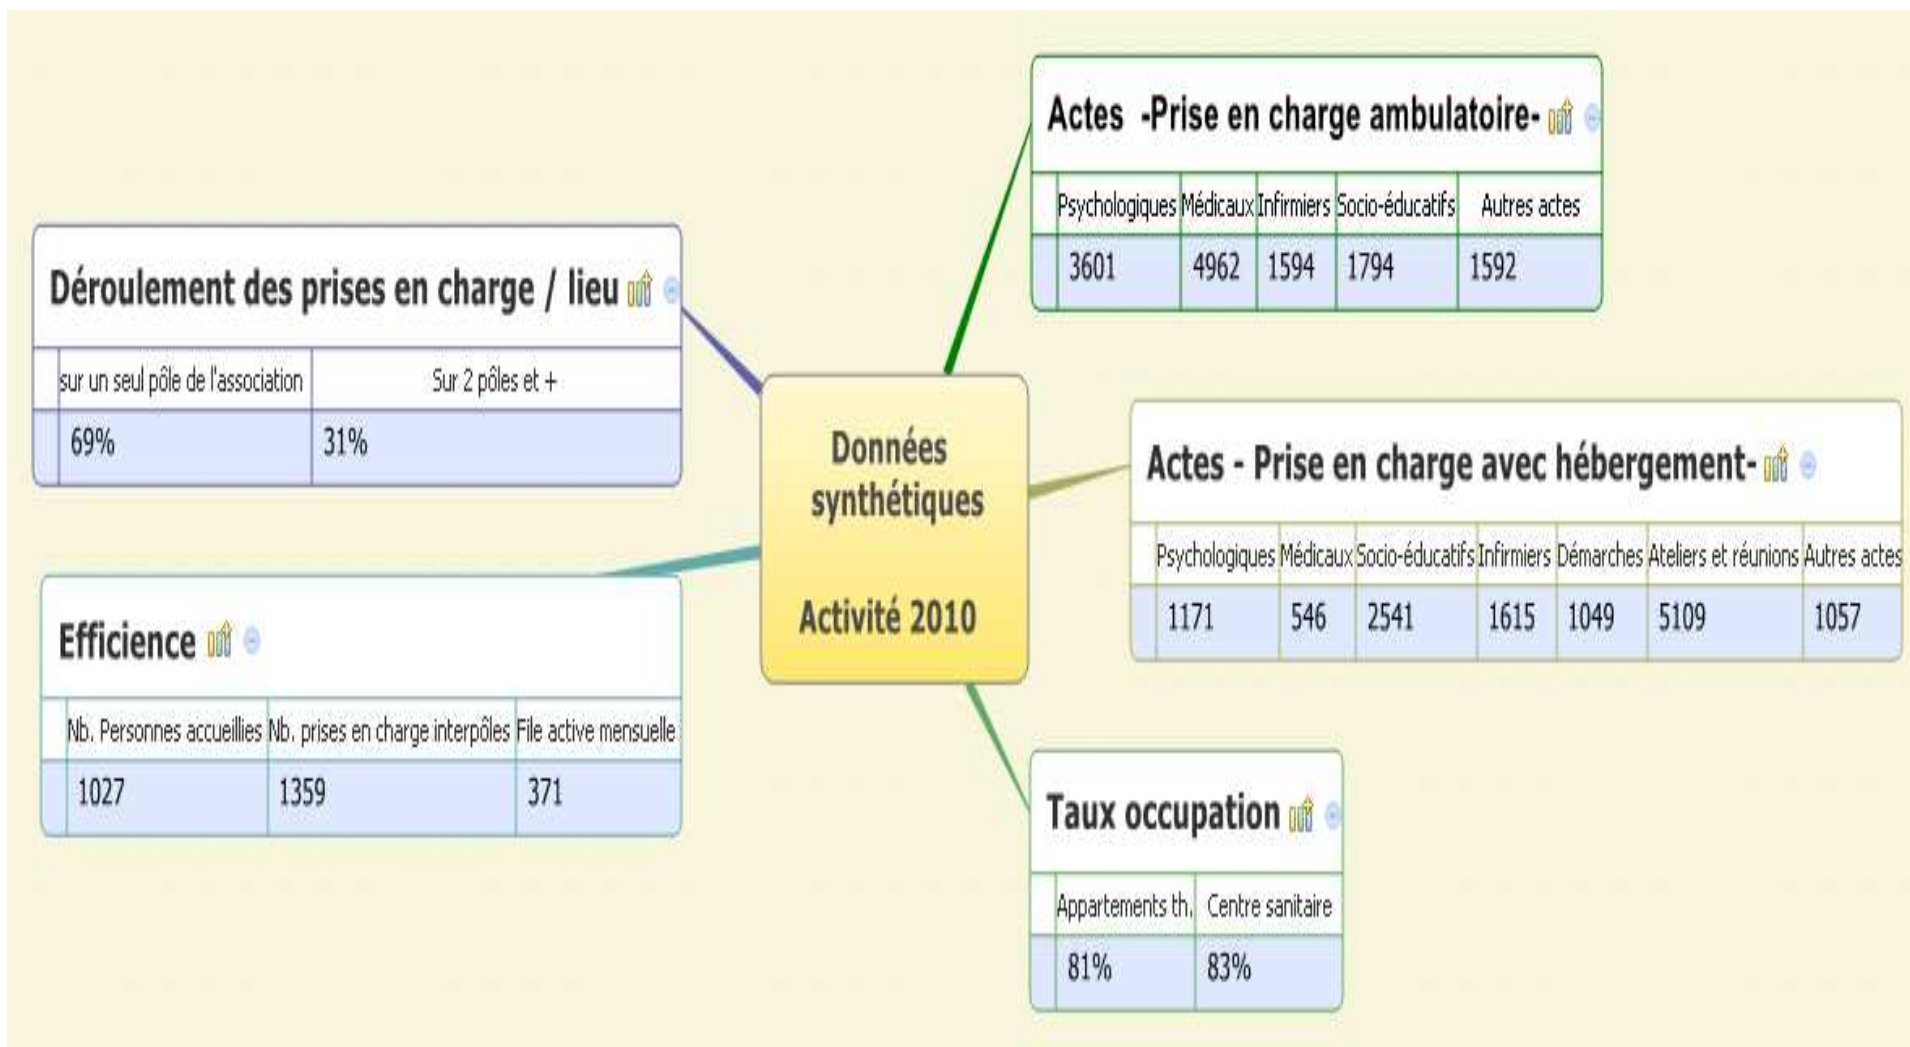 Données
synthétiques
Activité 2010
Déroulement des prises en charge / lieu
sur un seul pôle de l'association Sur 2 pôles et +
69% 31%
Efficience
Nb. Personnes accueillies Nb. prises en charge interpôles File active mensuelle
1027 1359 371
Actes -Prise en charge ambulatoire-
Psychologiques Médicaux Infirmiers Socio-éducatifs Autres actes
3601 4962 1594 1794 1592
Actes - Prise en charge avec hébergement-
Psychologiques Médicaux Socio-éducatifs Infirmiers Démarches Ateliers et réunions Autres actes
1171 546 2541 1615 1049 5109 1057
Taux occupation
Appartements th. Centre sanitaire
81% 83%